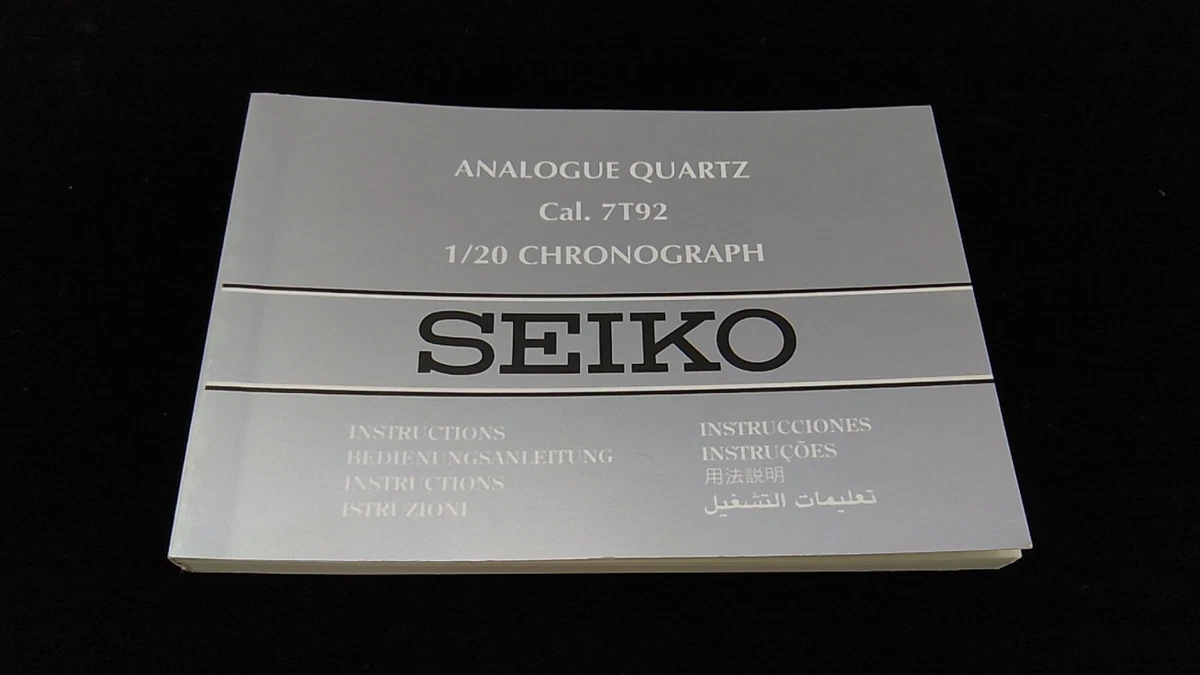 ANALOGUE QUARTZ
Cal. 7T92
1/20 CHRONOGRAPH
SEIKO
INSTRUCTIONS
BEDIENUNGSANLEITUNG
INSTRUCTIONS
ISTRUZIONI
INSTRUCCIONES
INSTRUÇÕES
用法説明
تعليمات التشغيل